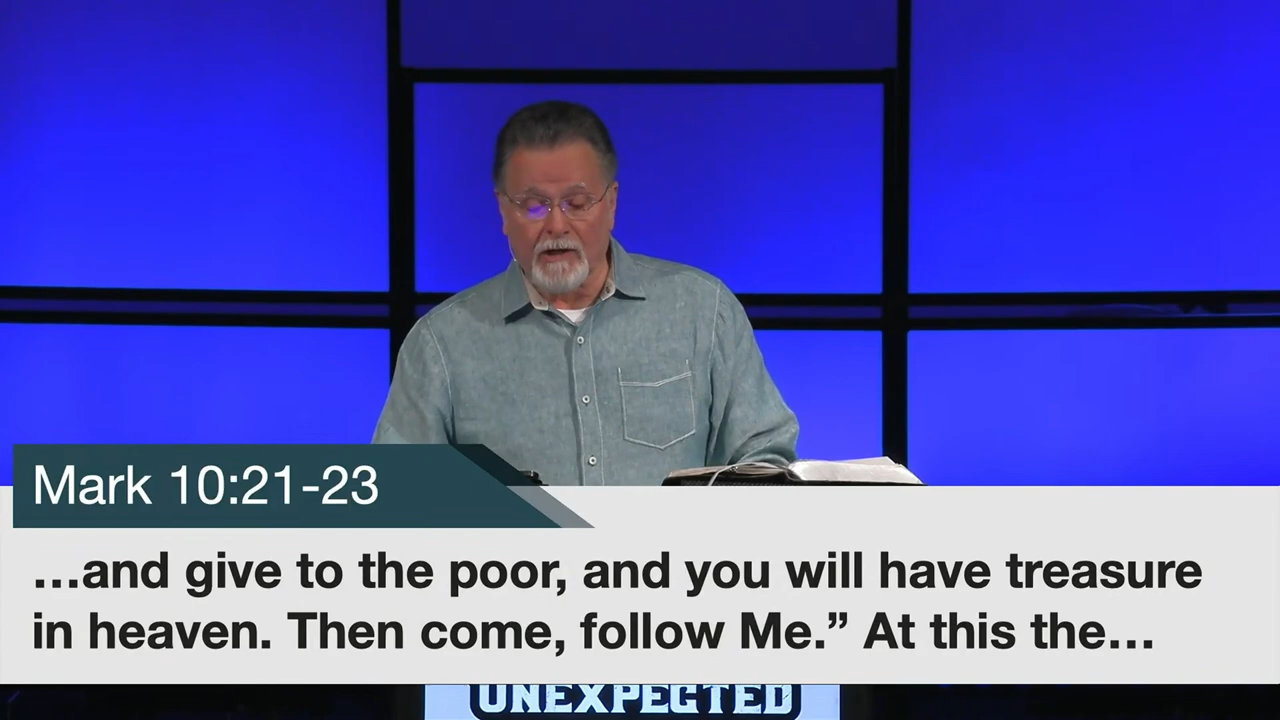 Mark 10:21-23
…and give to the poor, and you will have treasure
in heaven. Then come, follow Me.” At this the…
UNEXPECTED